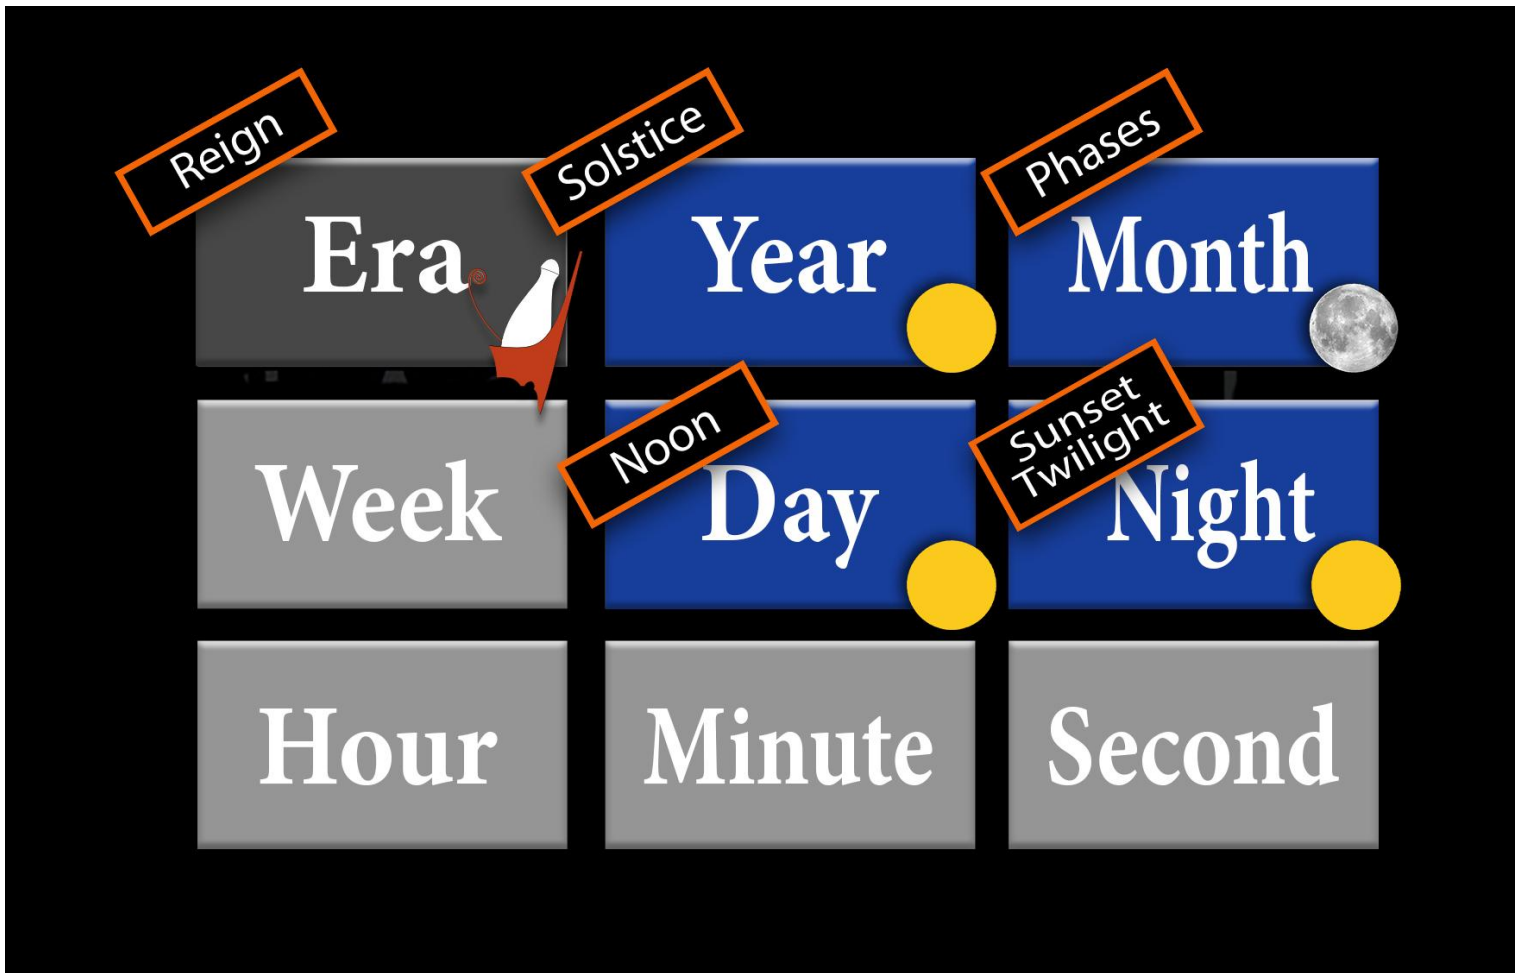 Reign
Solstice
Phases
Era
Year
Month
Noon
Sunset
Twilight
Week
Day
Night
Hour
Minute
Second